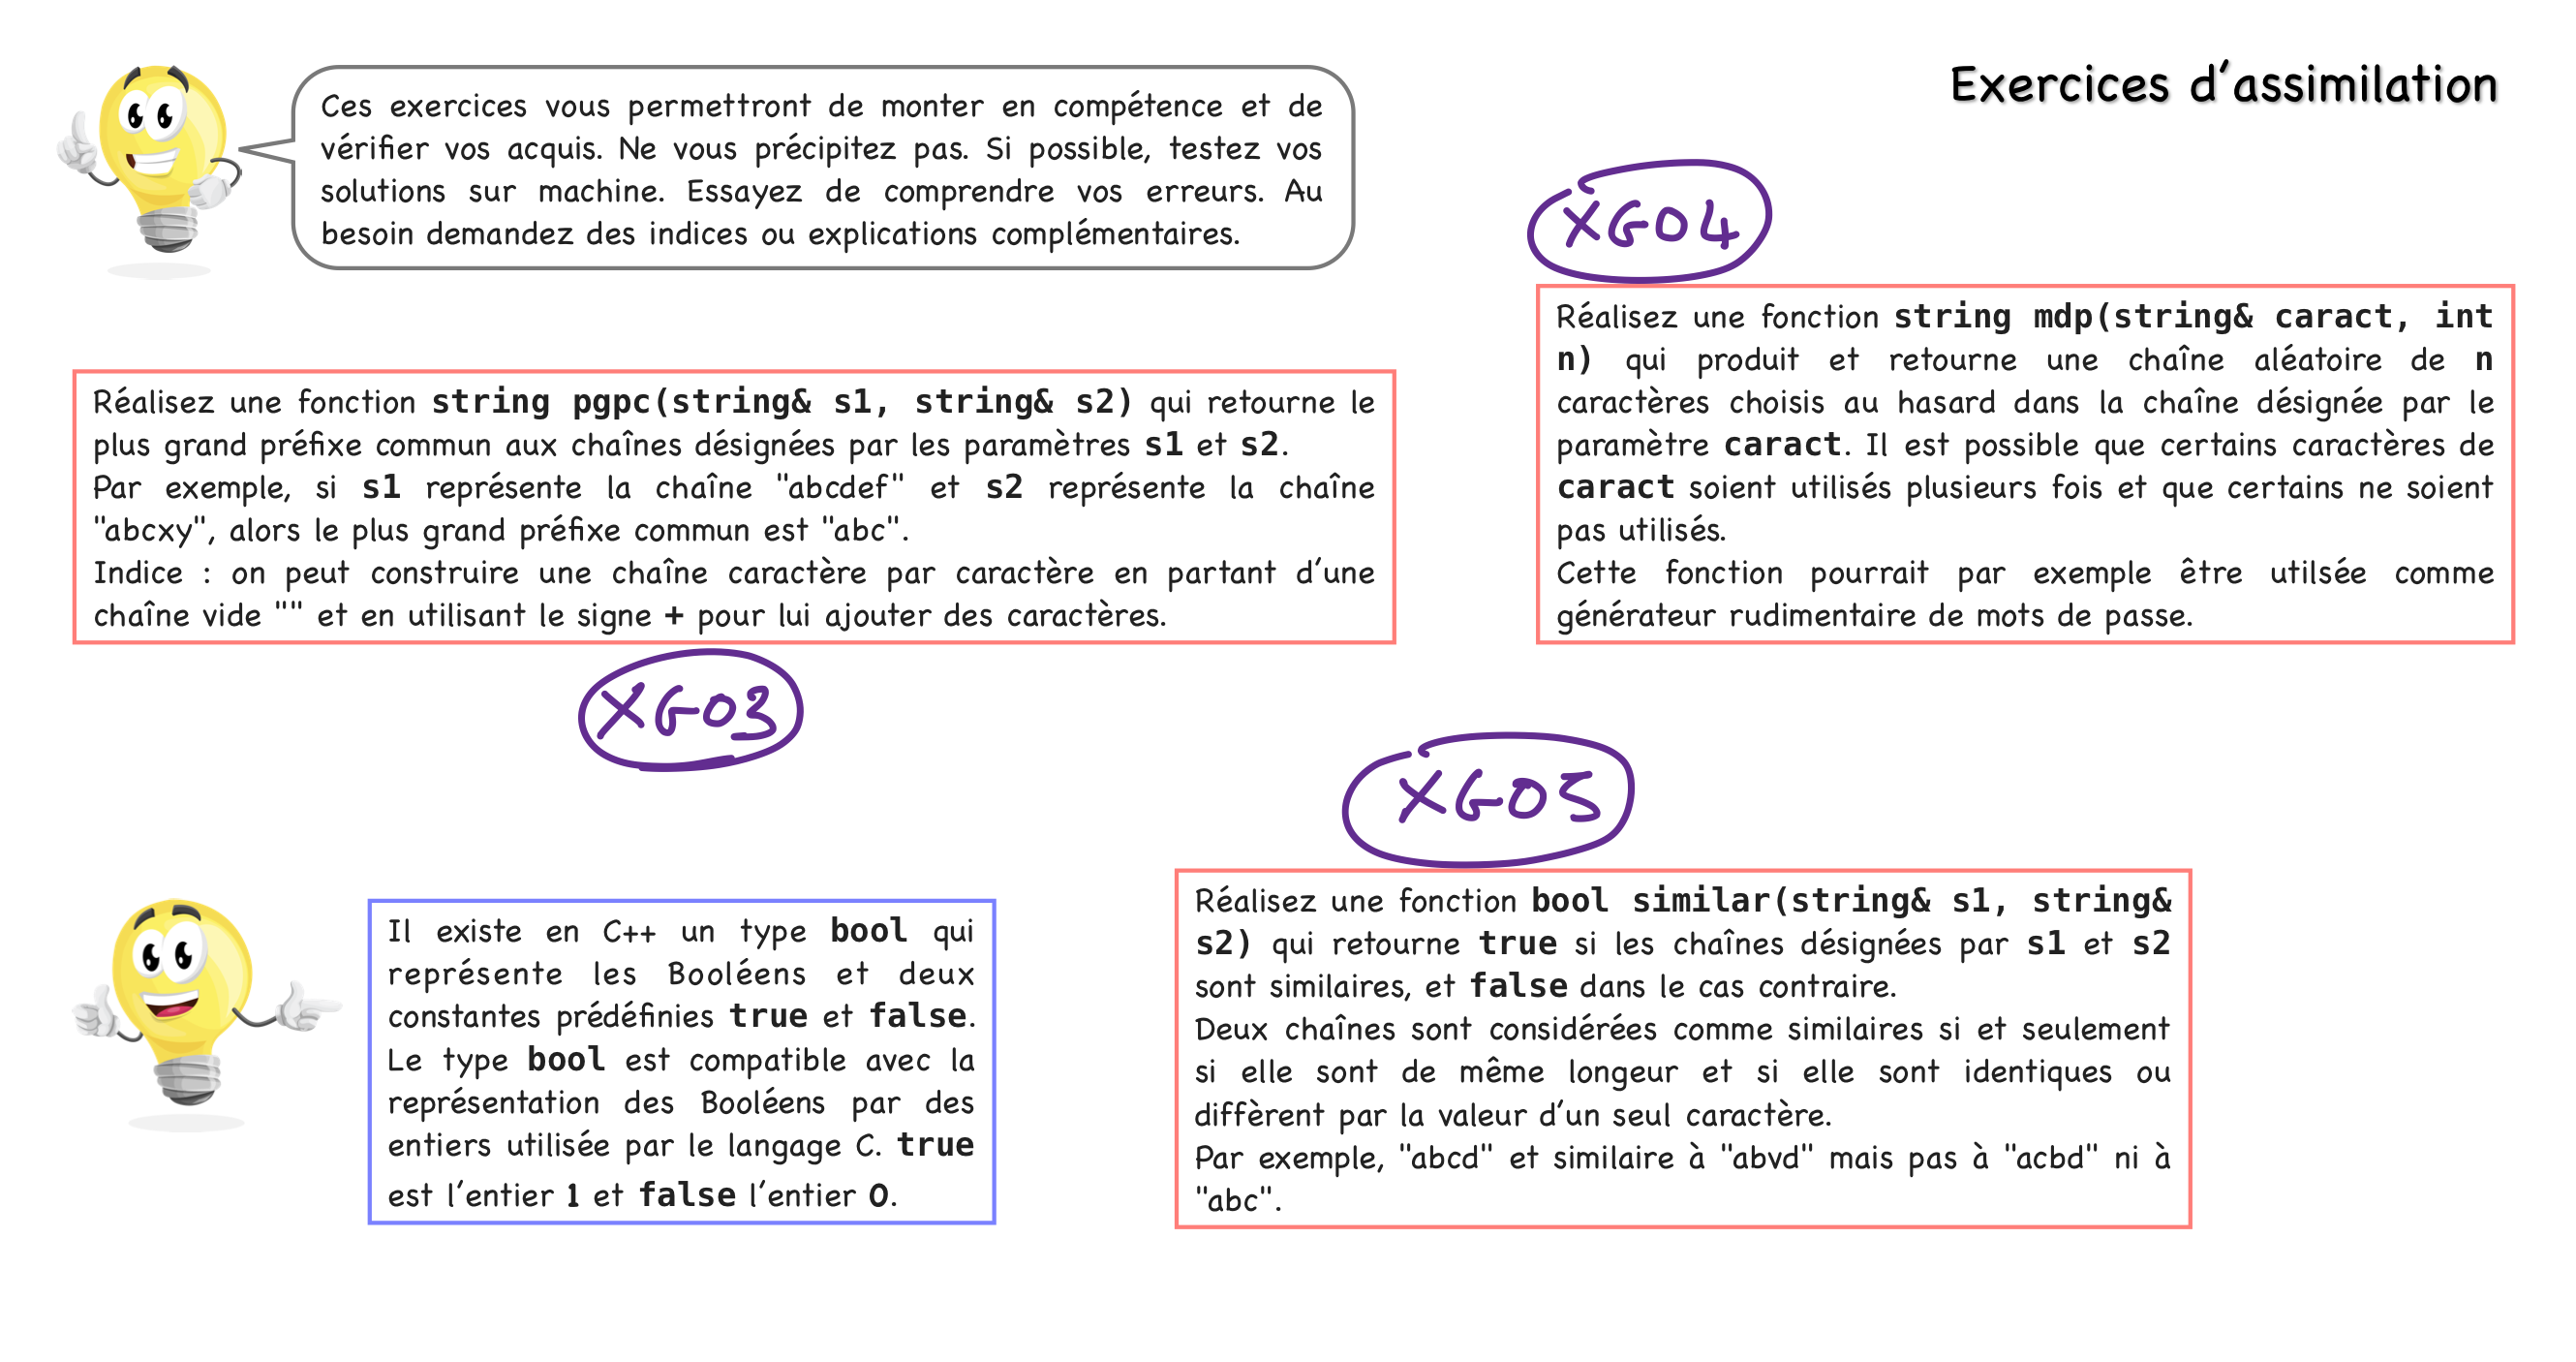 Exercices d'assimilation
Ces exercices vous permettront de monter en compétence et de
vérifier vos acquis. Ne vous précipitez pas. Si possible, testez vos
solutions sur machine. Essayez de comprendre vos erreurs. Au
besoin demandez des indices ou explications complémentaires.
Réalisez une fonction string pgpc(string& s1, string& s2) qui retourne le
plus grand préfixe commun aux chaînes désignées par les paramètres s1 et s2.
Par exemple, si s1 représente la chaîne "abcdef" et s2 représente la chaîne
"abcxy", alors le plus grand préfixe commun est "abc".
Indice : on peut construire une chaîne caractère par caractère en partant d'une
chaîne vide "" et en utilisant le signe + pour lui ajouter des caractères.
XG03
XG04
Réalisez une fonction string mdp(string& caract, int
n) qui produit et retourne une chaîne aléatoire de n
caractères choisis au hasard dans la chaîne désignée par le
paramètre caract. Il est possible que certains caractères de
caract soient utilisés plusieurs fois et que certains ne soient
pas utilisés.
Cette fonction pourrait par exemple être utilsée comme
générateur rudimentaire de mots de passe.
Il existe en C++ un type bool qui
représente les Booléens et deux
constantes prédéfinies true et false.
Le type bool est compatible avec la
représentation des Booléens par des
entiers utilisée par le langage C. true
est l'entier 1 et false l'entier 0.
XG05
Réalisez une fonction bool similar(string& s1, string&
s2) qui retourne true si les chaînes désignées par s1 et s2
sont similaires, et false dans le cas contraire.
Deux chaînes sont considérées comme similaires si et seulement
si elle sont de même longeur et si elle sont identiques ou
diffèrent par la valeur d'un seul caractère.
Par exemple, "abcd" et similaire à "abvd" mais pas à "acbd" ni à
"abc".